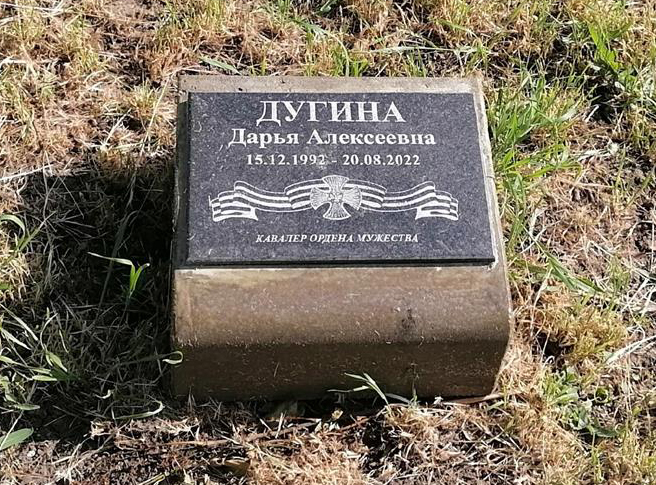 ДУГИНА
Дарья Алексеевна
15.12.1992 - 20.08.2022
КАВАЛЕР ОРДЕНА МУЖЕСТВА